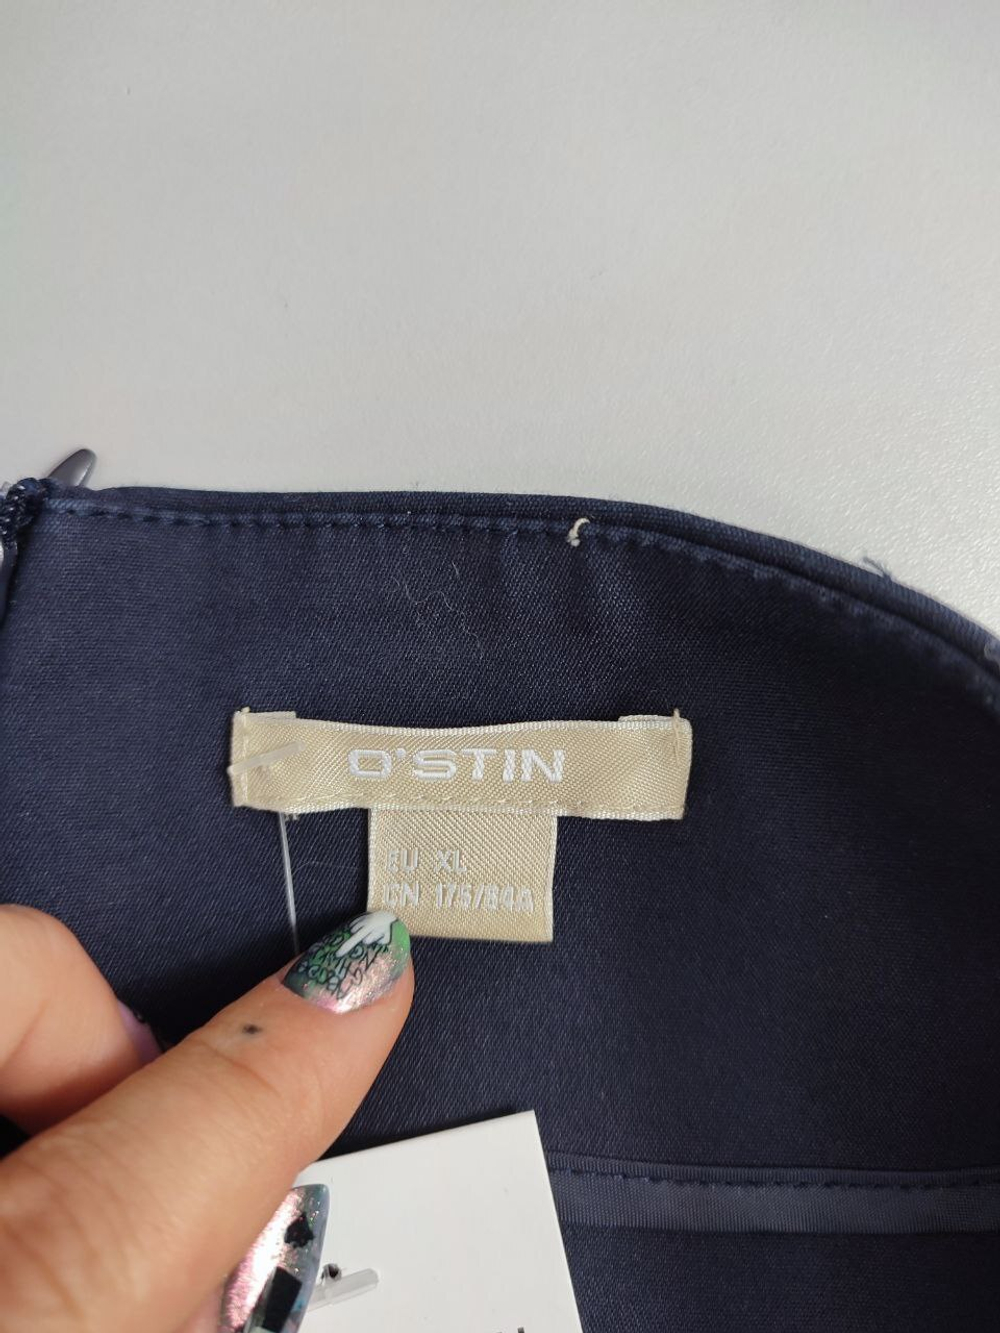 O'STIN
EU XL
CN 175/84A